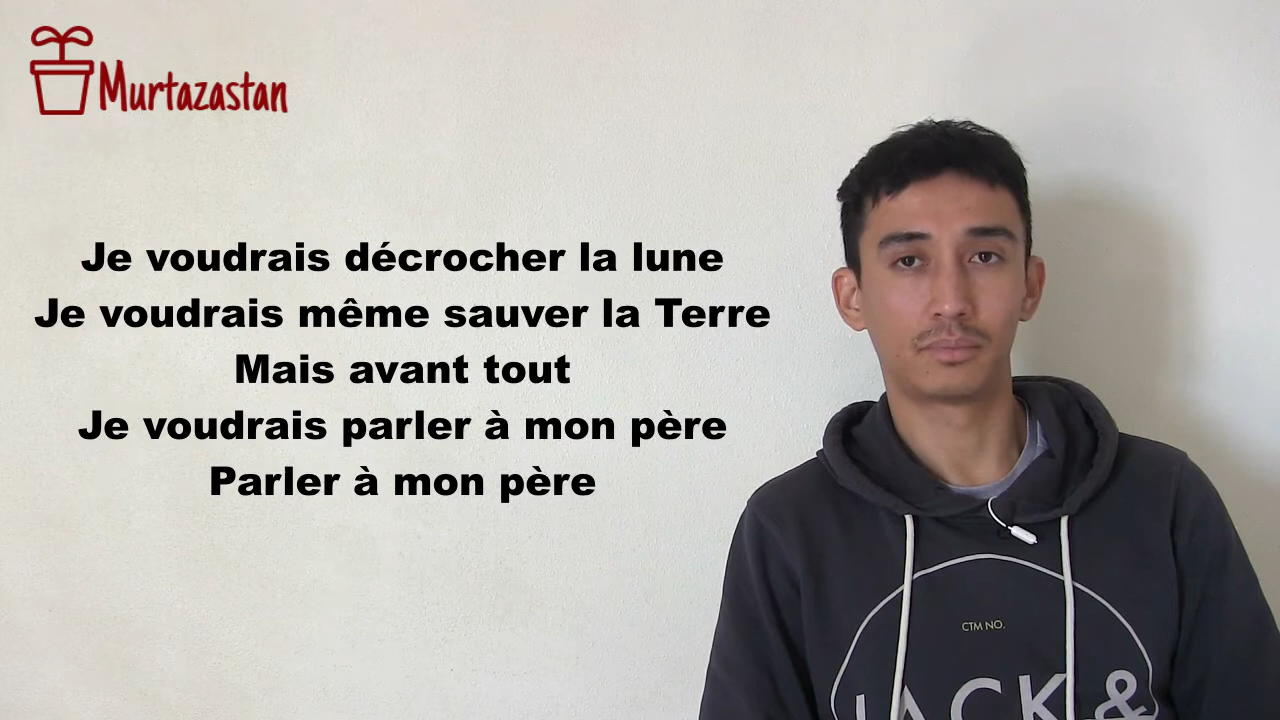 Murtazastan
Je voudrais décrocher la lune
Je voudrais même sauver la Terre
Mais avant tout
Je voudrais parler à mon père
Parler à mon père
CTM NO.
JACK &